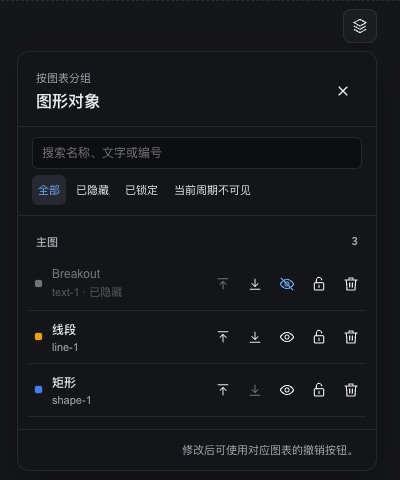 按图表分组
图形对象
搜索名称、文字或编号
全部 已隐藏 已锁定 当前周期不可见
主图 3
Breakout
text-1 · 已隐藏
线段
line-1
矩形
shape-1
修改后可使用对应图表的撤销按钮。